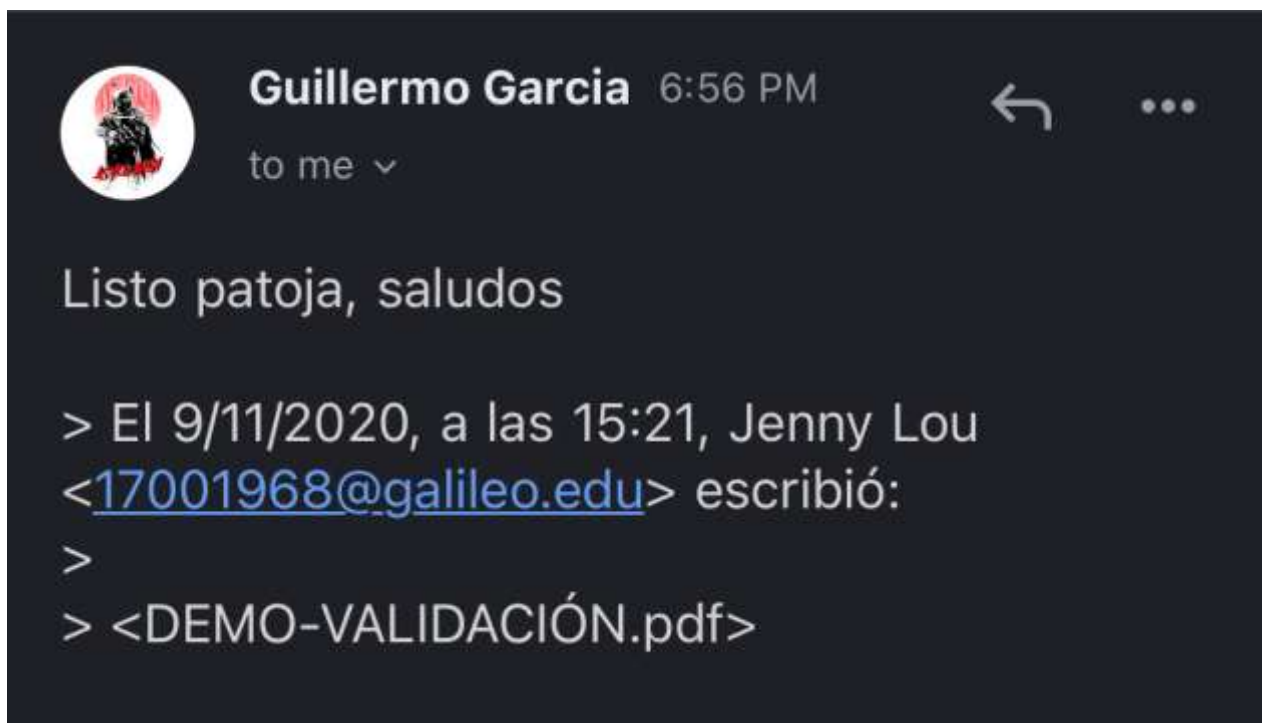 Guillermo Garcia 6:56 PM
to me
Listo patoja, saludos
> El 9/11/2020, a las 15:21, Jenny Lou
<17001968@galileo.edu> escribió:
>
> <DEMO-VALIDACIÓN.pdf>